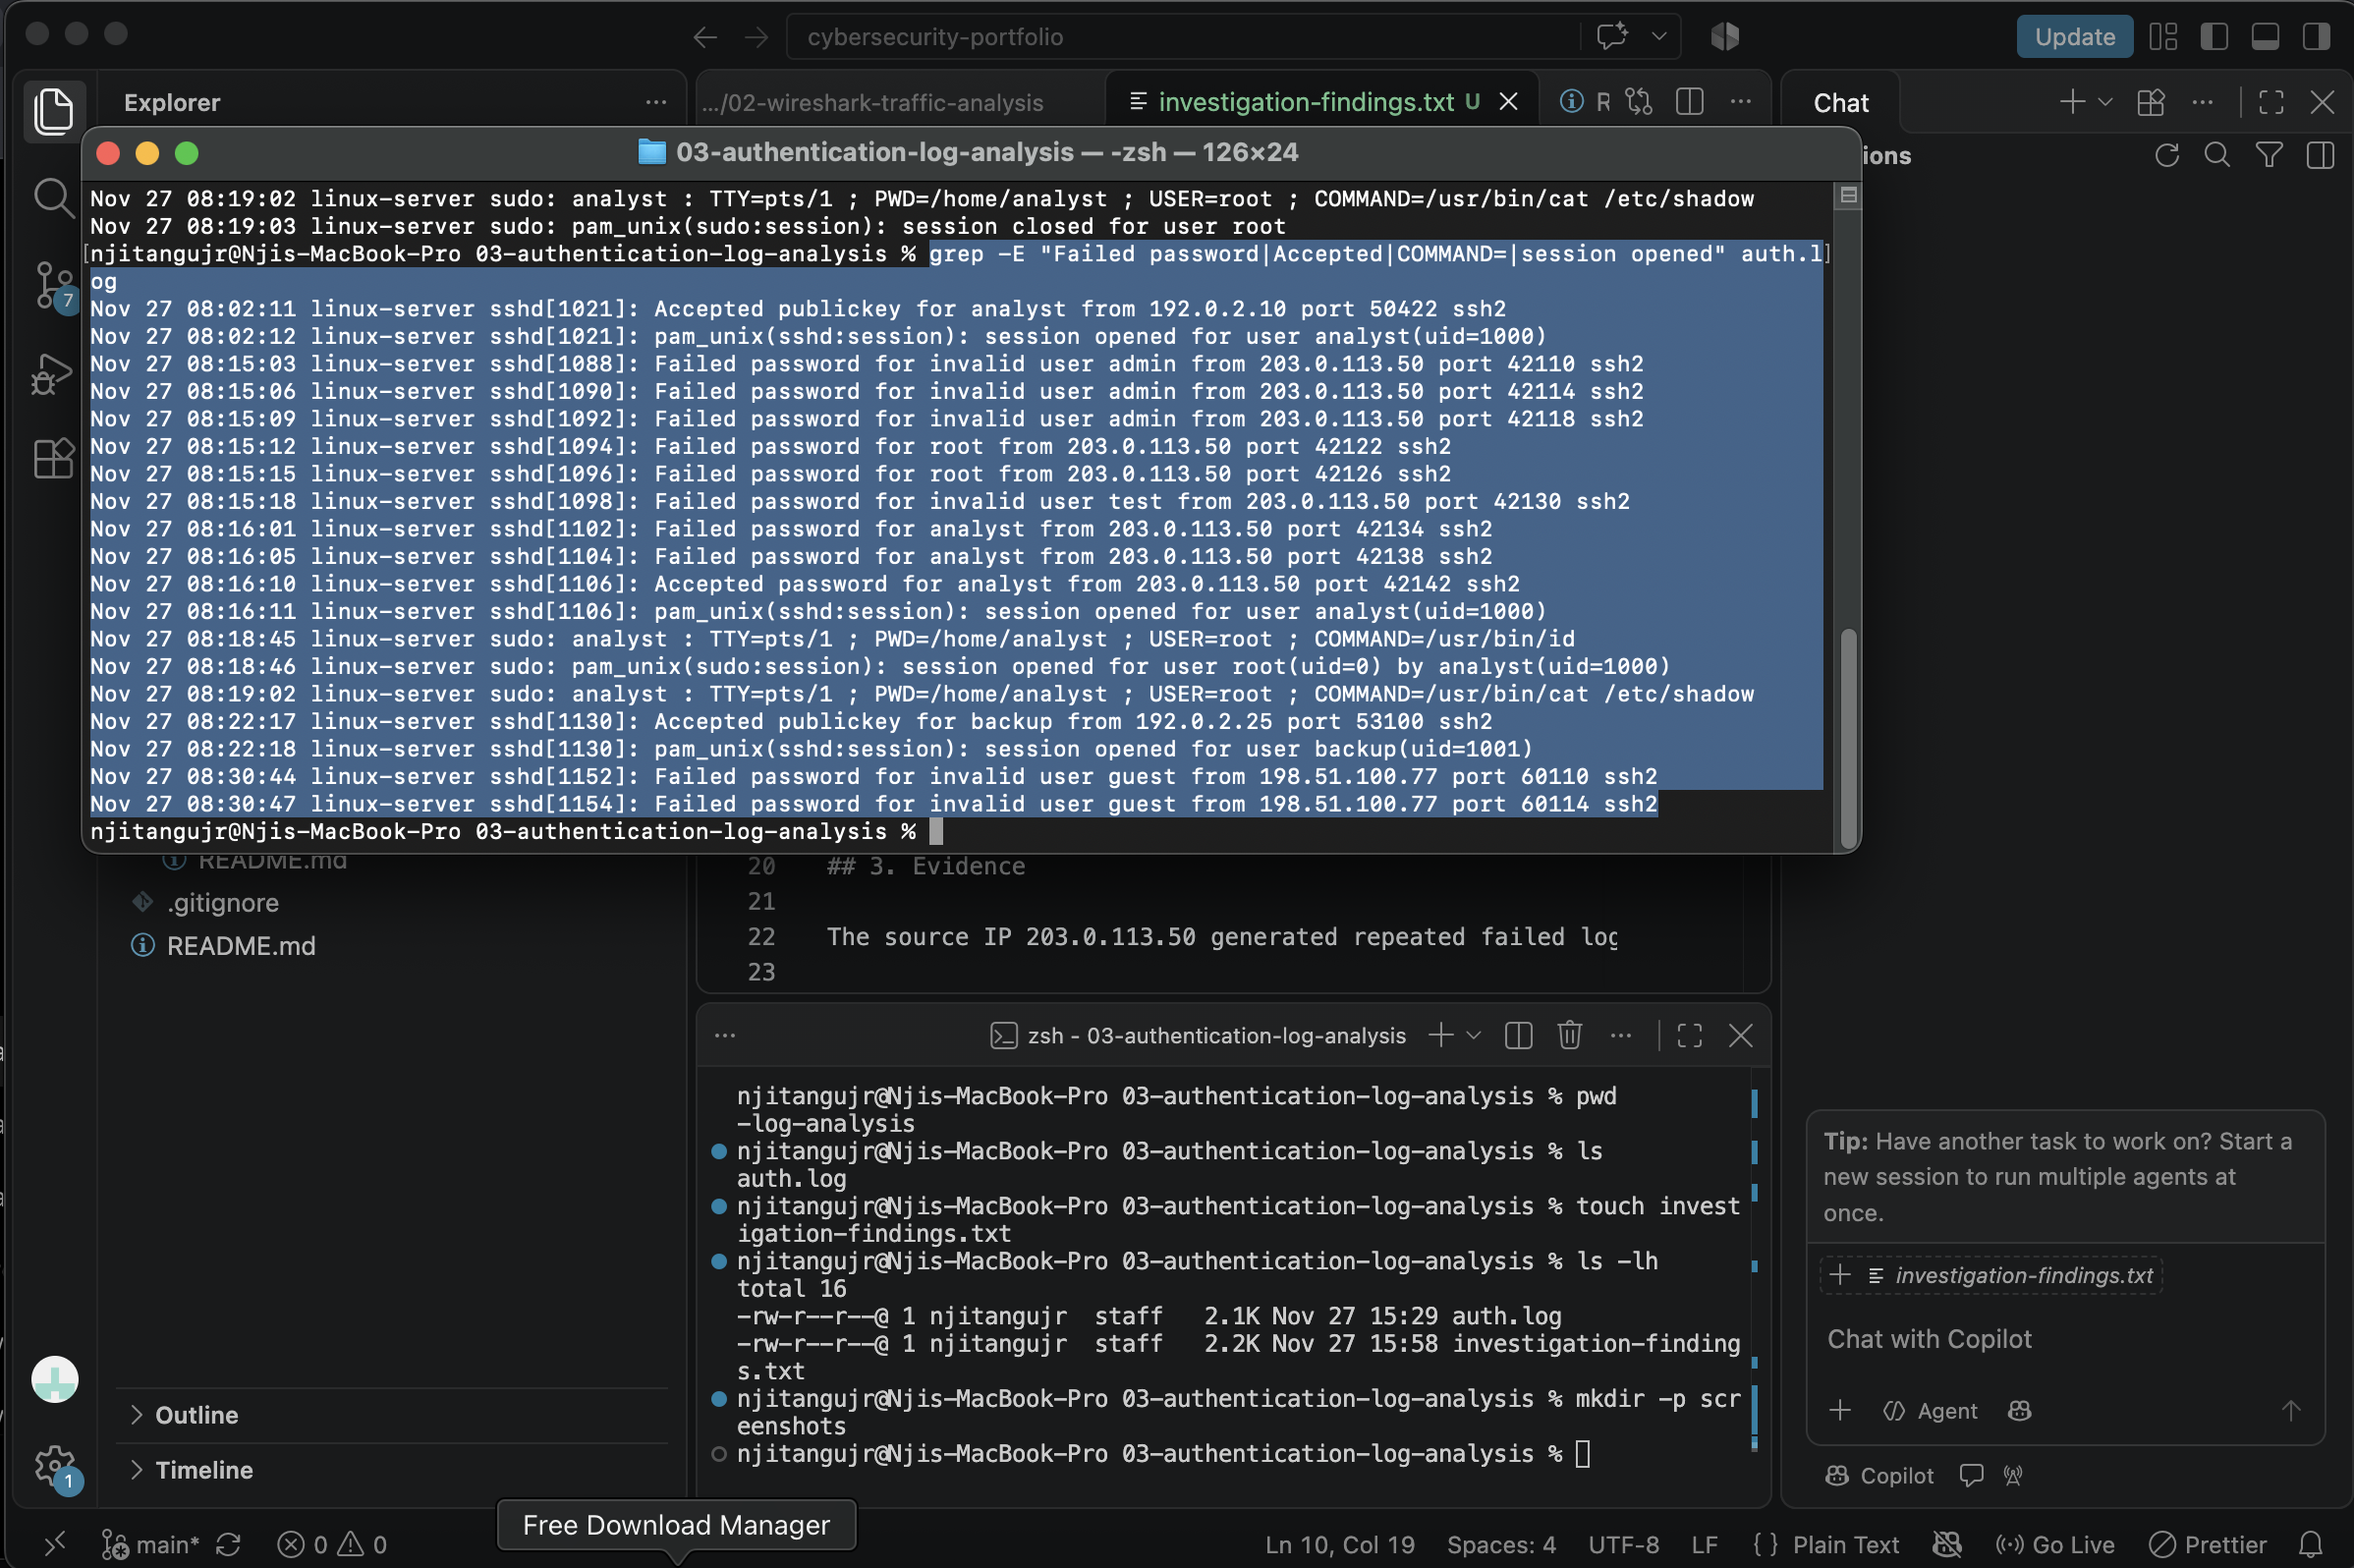 cybersecurity-portfolio
Update
Explorer
.../02-wireshark-traffic-analysis
investigation-findings.txt U
R
Chat
ions
03-authentication-log-analysis — -zsh — 126×24
Nov 27 08:19:02 linux-server sudo: analyst : TTY=pts/1 ; PWD=/home/analyst ; USER=root ; COMMAND=/usr/bin/cat /etc/shadow
Nov 27 08:19:03 linux-server sudo: pam_unix(sudo:session): session closed for user root
[njitangujr@Njis-MacBook-Pro 03-authentication-log-analysis % grep -E "Failed password|Accepted|COMMAND=|session opened" auth.l]
og
Nov 27 08:02:11 linux-server sshd[1021]: Accepted publickey for analyst from 192.0.2.10 port 50422 ssh2
Nov 27 08:02:12 linux-server sshd[1021]: pam_unix(sshd:session): session opened for user analyst(uid=1000)
Nov 27 08:15:03 linux-server sshd[1088]: Failed password for invalid user admin from 203.0.113.50 port 42110 ssh2
Nov 27 08:15:06 linux-server sshd[1090]: Failed password for invalid user admin from 203.0.113.50 port 42114 ssh2
Nov 27 08:15:09 linux-server sshd[1092]: Failed password for invalid user admin from 203.0.113.50 port 42118 ssh2
Nov 27 08:15:12 linux-server sshd[1094]: Failed password for root from 203.0.113.50 port 42122 ssh2
Nov 27 08:15:15 linux-server sshd[1096]: Failed password for root from 203.0.113.50 port 42126 ssh2
Nov 27 08:15:18 linux-server sshd[1098]: Failed password for invalid user test from 203.0.113.50 port 42130 ssh2
Nov 27 08:16:01 linux-server sshd[1102]: Failed password for analyst from 203.0.113.50 port 42134 ssh2
Nov 27 08:16:05 linux-server sshd[1104]: Failed password for analyst from 203.0.113.50 port 42138 ssh2
Nov 27 08:16:10 linux-server sshd[1106]: Accepted password for analyst from 203.0.113.50 port 42142 ssh2
Nov 27 08:16:11 linux-server sshd[1106]: pam_unix(sshd:session): session opened for user analyst(uid=1000)
Nov 27 08:18:45 linux-server sudo: analyst : TTY=pts/1 ; PWD=/home/analyst ; USER=root ; COMMAND=/usr/bin/id
Nov 27 08:18:46 linux-server sudo: pam_unix(sudo:session): session opened for user root(uid=0) by analyst(uid=1000)
Nov 27 08:19:02 linux-server sudo: analyst : TTY=pts/1 ; PWD=/home/analyst ; USER=root ; COMMAND=/usr/bin/cat /etc/shadow
Nov 27 08:22:17 linux-server sshd[1130]: Accepted publickey for backup from 192.0.2.25 port 53100 ssh2
Nov 27 08:22:18 linux-server sshd[1130]: pam_unix(sshd:session): session opened for user backup(uid=1001)
Nov 27 08:30:44 linux-server sshd[1152]: Failed password for invalid user guest from 198.51.100.77 port 60110 ssh2
Nov 27 08:30:47 linux-server sshd[1154]: Failed password for invalid user guest from 198.51.100.77 port 60114 ssh2
njitangujr@Njis-MacBook-Pro 03-authentication-log-analysis %
7
README.md
.gitignore
README.md
20 ## 3. Evidence
21
22 The source IP 203.0.113.50 generated repeated failed log
23
zsh - 03-authentication-log-analysis
njitangujr@Njis-MacBook-Pro 03-authentication-log-analysis % pwd
-log-analysis
njitangujr@Njis-MacBook-Pro 03-authentication-log-analysis % ls
auth.log
njitangujr@Njis-MacBook-Pro 03-authentication-log-analysis % touch invest
igation-findings.txt
njitangujr@Njis-MacBook-Pro 03-authentication-log-analysis % ls -lh
total 16
-rw-r--r--@ 1 njitangujr  staff   2.1K Nov 27 15:29 auth.log
-rw-r--r--@ 1 njitangujr  staff   2.2K Nov 27 15:58 investigation-finding
s.txt
njitangujr@Njis-MacBook-Pro 03-authentication-log-analysis % mkdir -p scr
eenshots
njitangujr@Njis-MacBook-Pro 03-authentication-log-analysis %
Tip: Have another task to work on? Start a
new session to run multiple agents at
once.
investigation-findings.txt
Chat with Copilot
Agent
Copilot
Outline
Timeline
1
Free Download Manager
main*
0
0
Ln 10, Col 19
Spaces: 4
UTF-8
LF
{ } Plain Text
Go Live
Prettier